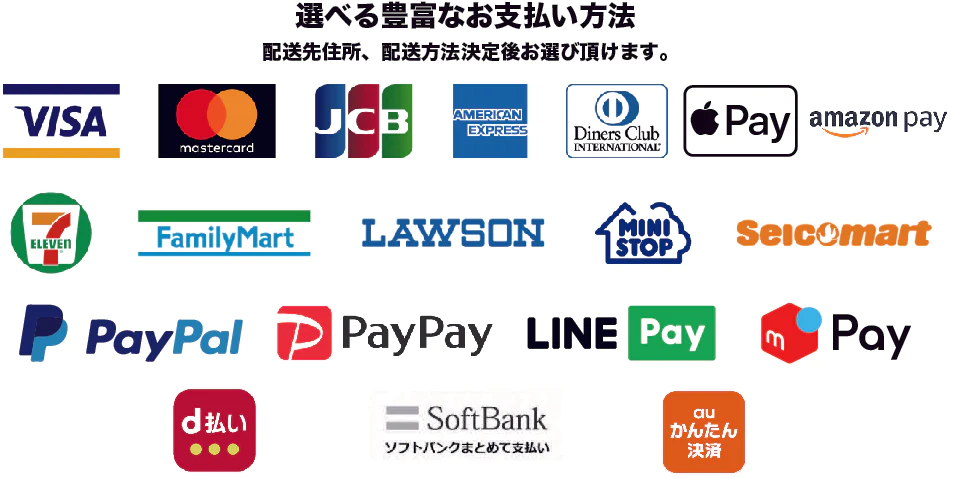 選べる豊富なお支払い方法
配送先住所、配送方法決定後お選び頂けます。
VISA
mastercard
JCB
AMERICAN
EXPRESS
Diners Club
INTERNATIONAL
Pay
amazon pay
7
ELEVEN
FamilyMart
LAWSON
MINI
STOP
Seicomart
PayPal
PayPay
LINE Pay
m Pay
d払い
SoftBank
ソフトバンクまとめて支払い
au
かんたん
決済